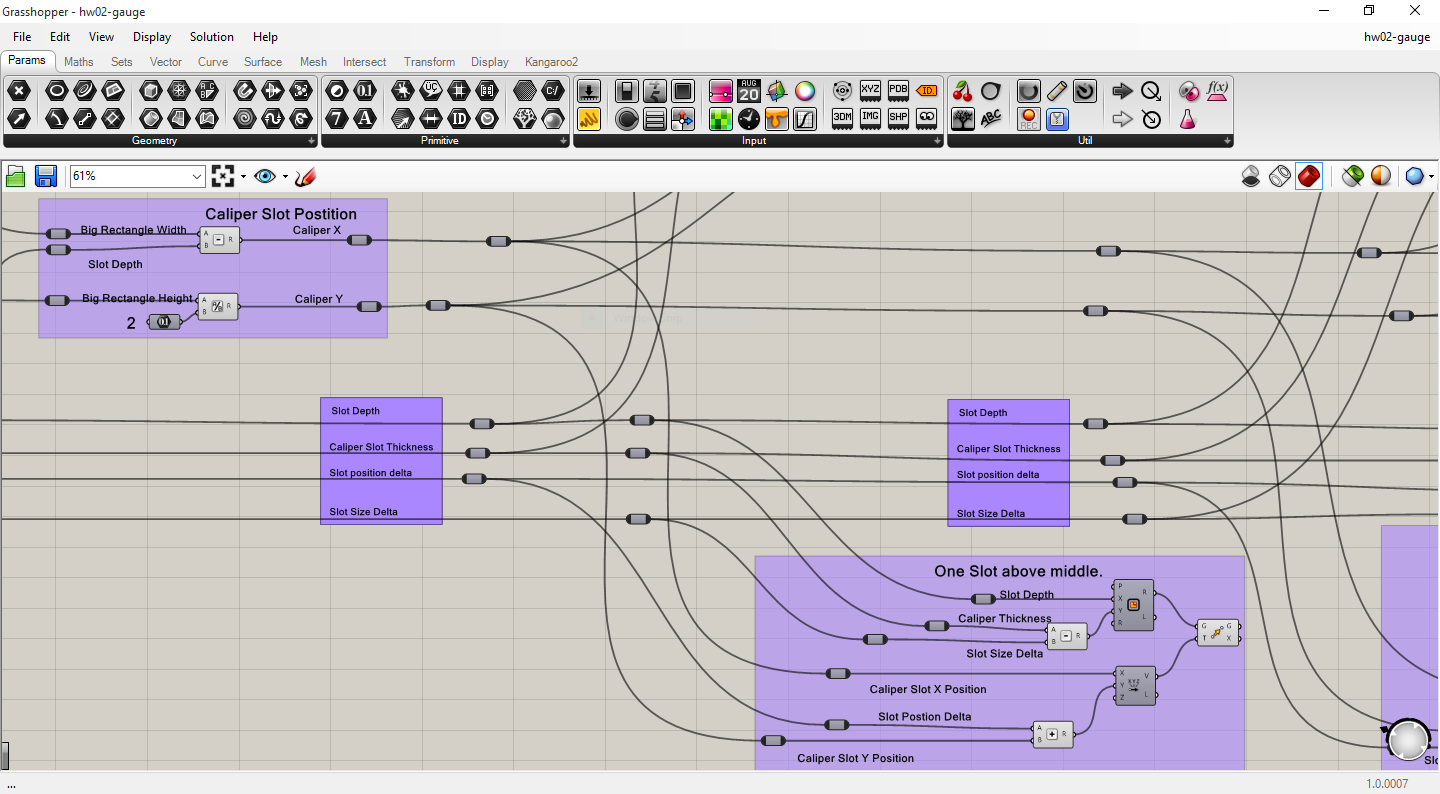 Grasshopper - hw02-gauge
File Edit View Display Solution Help hw02-gauge
Params Maths Sets Vector Curve Surface Mesh Intersect Transform Display Kangaroo2
Geometry Primitive Input Util
61%
Caliper Slot Postition
Big Rectangle Width
A
B
R
Caliper X
Slot Depth
Big Rectangle Height
A
B
R
Caliper Y
2
Slot Depth
Caliper Slot Thickness
Slot position delta
Slot Size Delta
Slot Depth
Caliper Slot Thickness
Slot position delta
Slot Size Delta
One Slot above middle.
Slot Depth
Caliper Thickness
Slot Size Delta
Caliper Slot X Position
Slot Postion Delta
Caliper Slot Y Position
P
X
Y
R
R
L
A
B
R
G
T
G
X
X
Y
Z
XYZ
V
L
A
B
R
...
1.0.0007